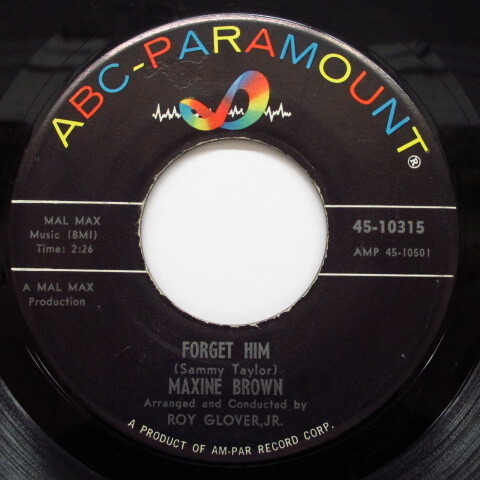 ABC-PARAMOUNT®
MAL MAX
Music (BMI)
Time: 2:26
45-10315
AMP 45-10501
A MAL MAX
Production
FORGET HIM
(Sammy Taylor)
MAXINE BROWN
Arranged and Conducted by
ROY GLOVER, JR.
A PRODUCT OF AM-PAR RECORD CORP.